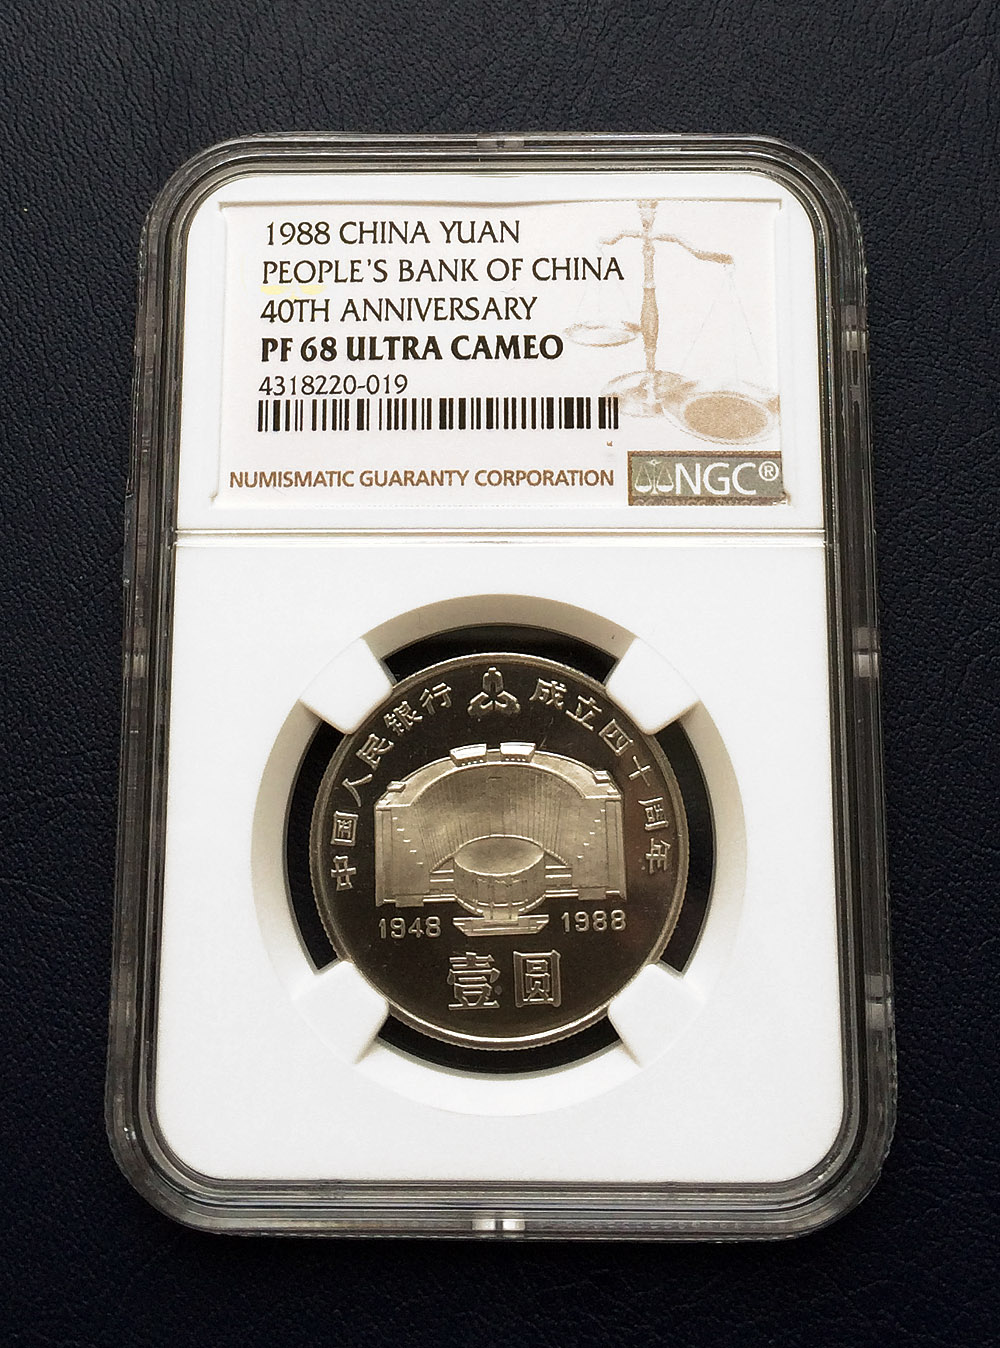 1988 CHINA YUAN
PEOPLE'S BANK OF CHINA
40TH ANNIVERSARY
PF 68 ULTRA CAMEO
4318220-019
NUMISMATIC GUARANTY CORPORATION
NGC®
中国人民银行 成立四十周年
1948 1988
壹圆